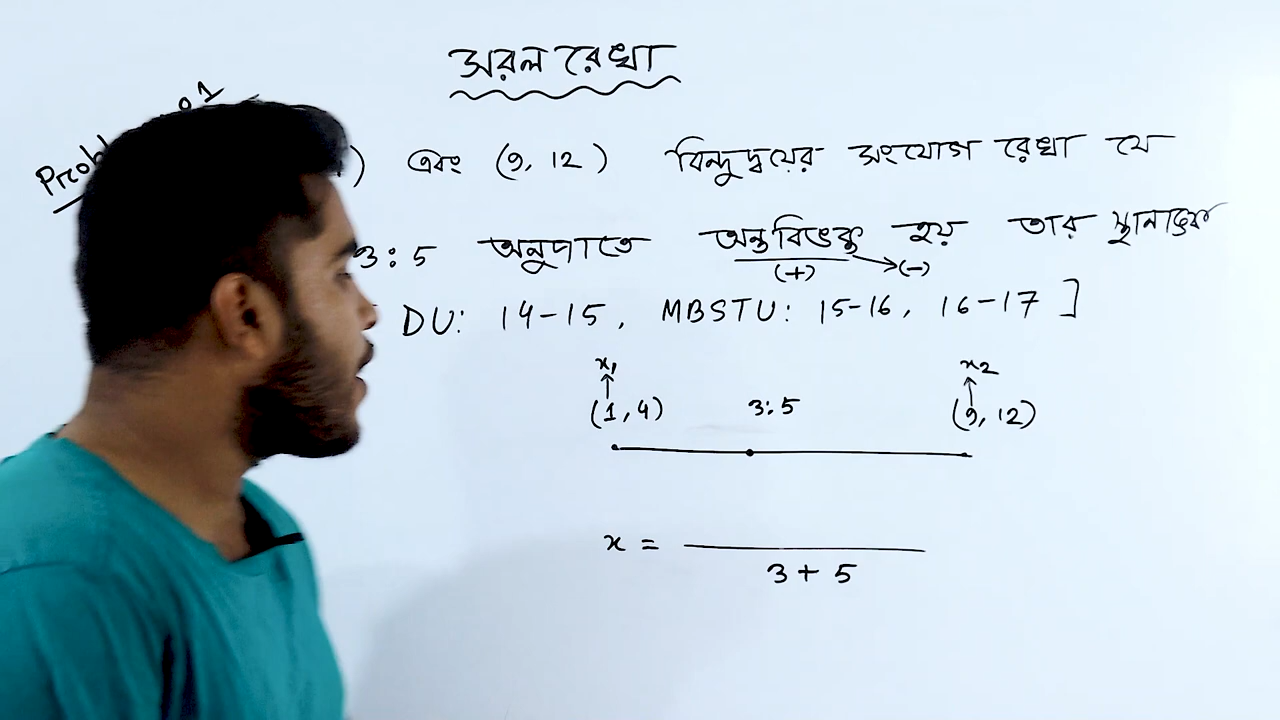 সরল রেখা
01
) এবং (9, 12) বিন্দুদ্বয়ের সংযোগ রেখা যে
3:5 অনুপাতে অন্তর্বিভক্ত হয় তার স্থানাঙ্ক
(+) (-)
DU: 14-15, MBSTU: 15-16, 16-17 ]
x₁ x₂
(1,4) 3:5 (9,12)
x =
3 + 5